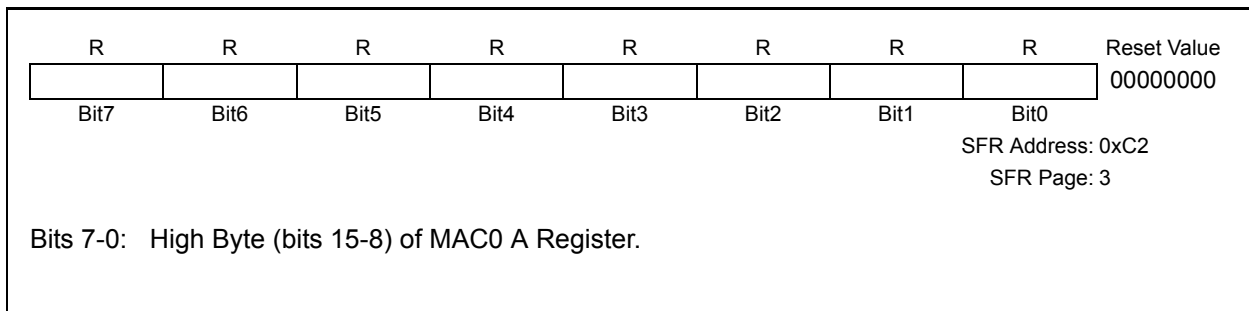 R R R R R R R R Reset Value
00000000
Bit7 Bit6 Bit5 Bit4 Bit3 Bit2 Bit1 Bit0
SFR Address: 0xC2
SFR Page: 3
Bits 7-0: High Byte (bits 15-8) of MAC0 A Register.